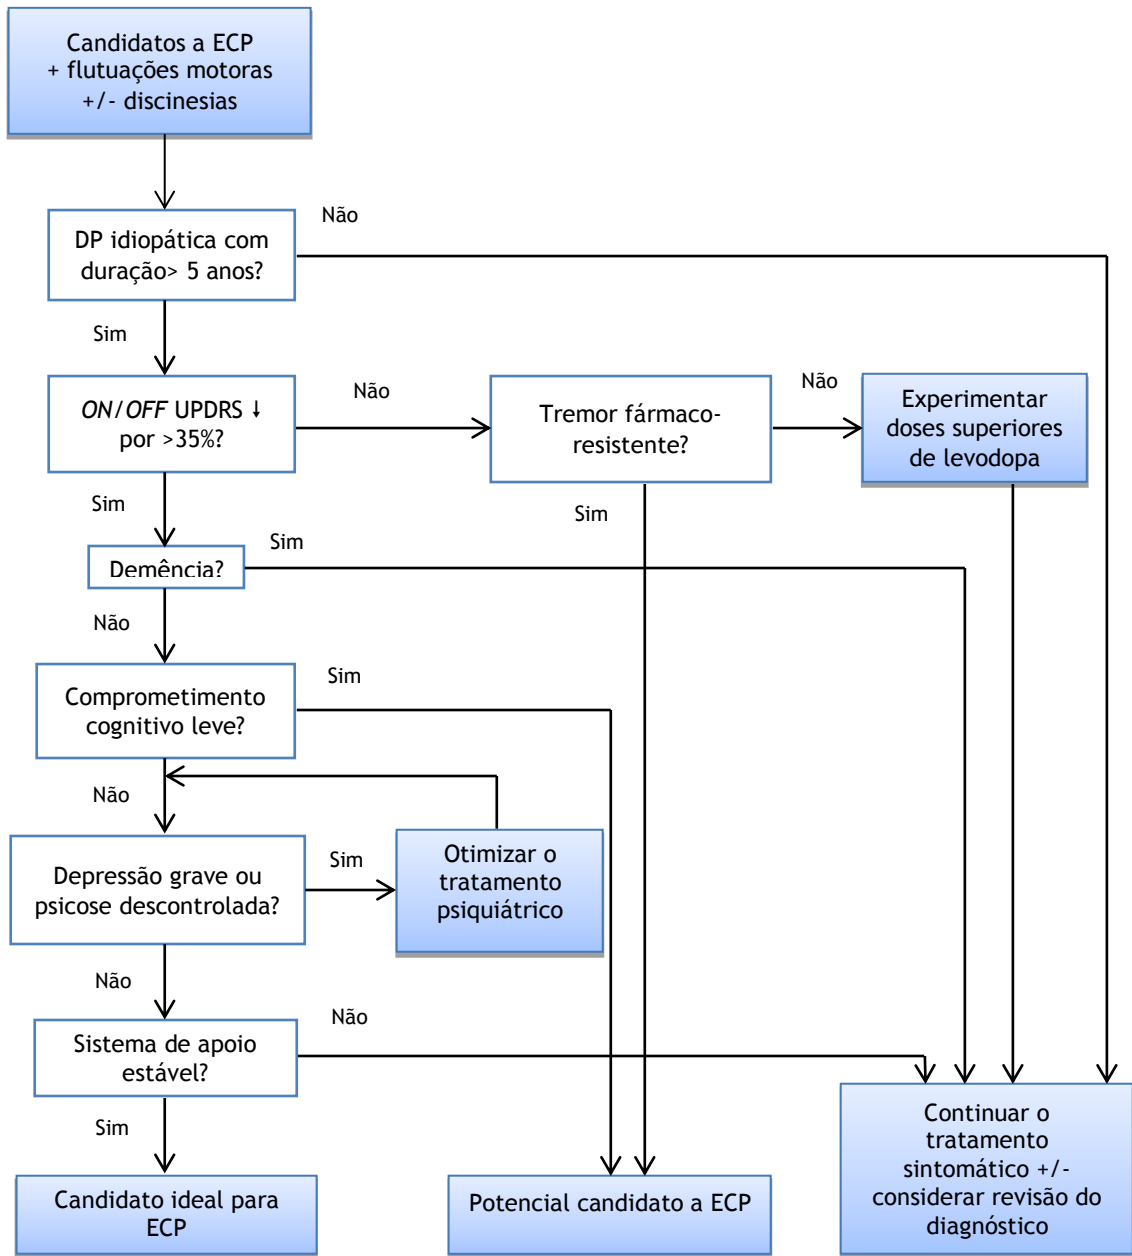 Candidatos a ECP
+ flutuações motoras
+/- discinesias
Não
DP idiopática com
duração> 5 anos?
Sim
ON/OFF UPDRS ↓
por >35%?
Não
Tremor fármaco-
resistente?
Não
Experimentar
doses superiores
de levodopa
Sim
Sim
Sim
Demência?
Não
Comprometimento
cognitivo leve?
Sim
Não
Depressão grave ou
psicose descontrolada?
Sim
Otimizar o
tratamento
psiquiátrico
Não
Sistema de apoio
estável?
Não
Sim
Candidato ideal para
ECP
Potencial candidato a ECP
Continuar o
tratamento
sintomático +/-
considerar revisão do
diagnóstico